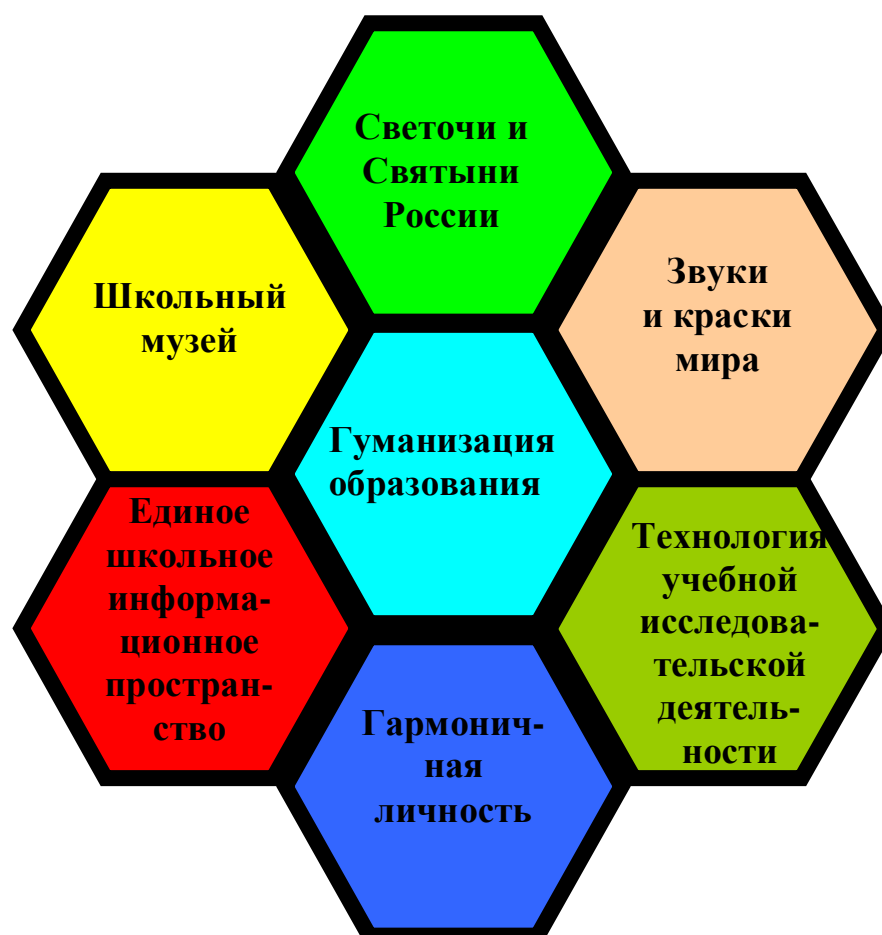 Светочи и
Святыни
России
Школьный
музей
Звуки
и краски
мира
Гуманизация
образования
Единое
школьное
информа-
ционное
простран-
ство
Технология
учебной
исследова-
тельской
деятель-
ности
Гармонич-
ная
личность